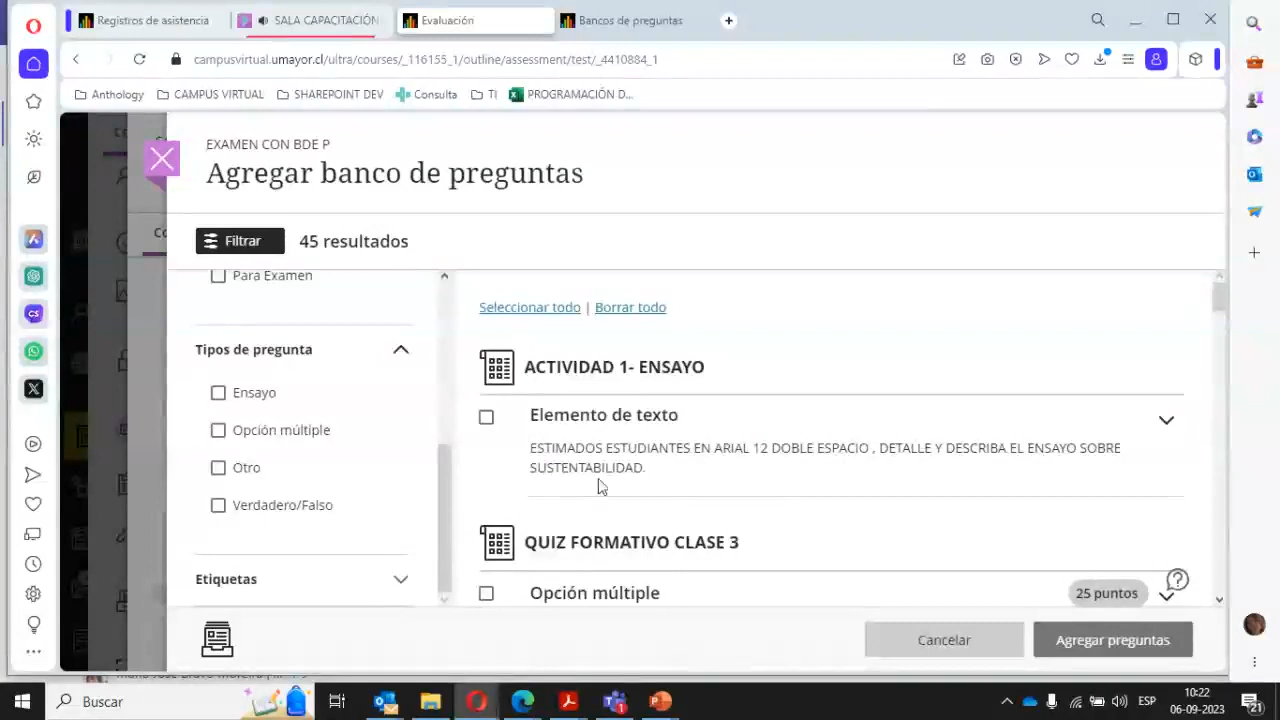 Registros de asistencia
SALA CAPACITACIÓN
Evaluación
Bancos de preguntas
campusvirtual.umayor.cl/ultra/courses/_116155_1/outline/assessment/test/_4410884_1
Anthology
CAMPUS VIRTUAL
SHAREPOINT DEV
Consulta
TI
PROGRAMACIÓN D...
EXAMEN CON BDE P
Agregar banco de preguntas
Filtrar
45 resultados
Para Examen
Seleccionar todo | Borrar todo
Tipos de pregunta
ACTIVIDAD 1- ENSAYO
Ensayo
Elemento de texto
Opción múltiple
ESTIMADOS ESTUDIANTES EN ARIAL 12 DOBLE ESPACIO , DETALLE Y DESCRIBA EL ENSAYO SOBRE
SUSTENTABILIDAD.
Otro
Verdadero/Falso
QUIZ FORMATIVO CLASE 3
Etiquetas
Opción múltiple
25 puntos
Cancelar
Agregar preguntas
CS
Buscar
ESP
10:22
06-09-2023
21